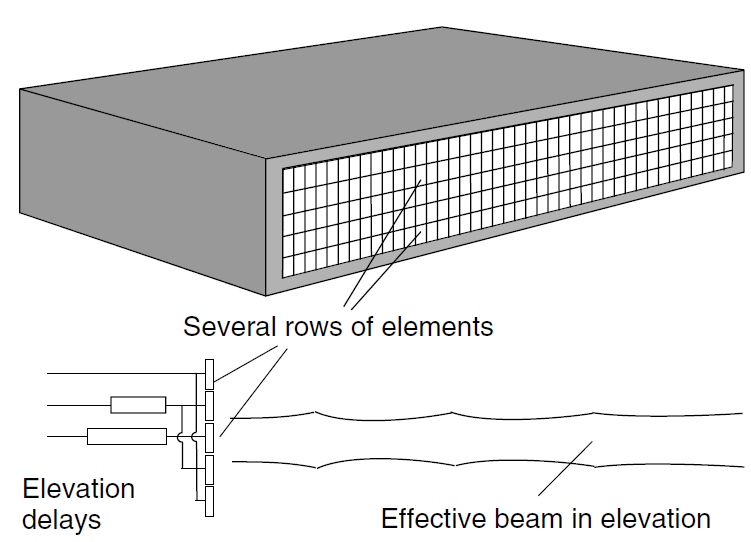 Several rows of elements
Elevation
delays
Effective beam in elevation